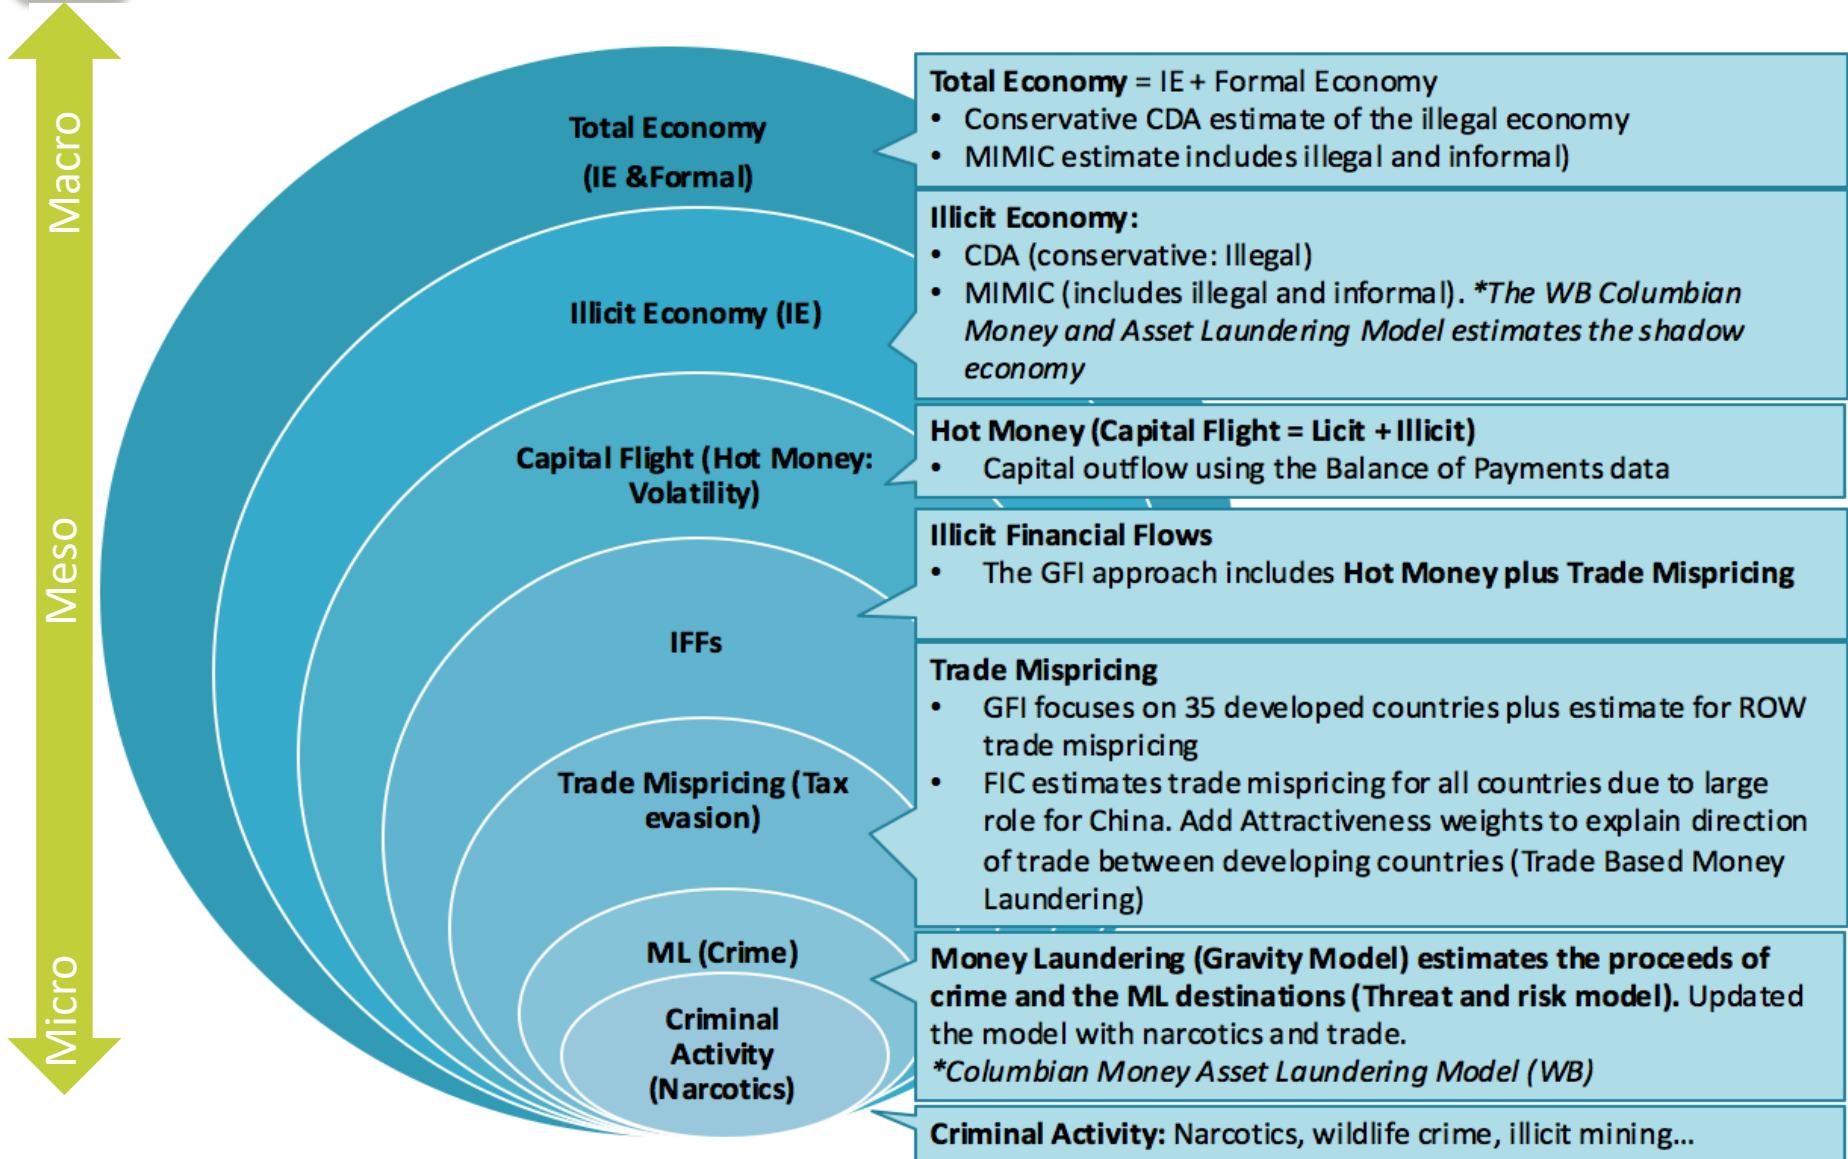 Macro
Meso
Micro
Total Economy
(IE &Formal)
Illicit Economy (IE)
Capital Flight (Hot Money:
Volatility)
IFFs
Trade Mispricing (Tax
evasion)
ML (Crime)
Criminal
Activity
(Narcotics)
Total Economy = IE + Formal Economy
• Conservative CDA estimate of the illegal economy
• MIMIC estimate includes illegal and informal)
Illicit Economy:
• CDA (conservative: Illegal)
• MIMIC (includes illegal and informal). *The WB Columbian
Money and Asset Laundering Model estimates the shadow
economy
Hot Money (Capital Flight = Licit + Illicit)
• Capital outflow using the Balance of Payments data
Illicit Financial Flows
• The GFI approach includes Hot Money plus Trade Mispricing
Trade Mispricing
• GFI focuses on 35 developed countries plus estimate for ROW
trade mispricing
• FIC estimates trade mispricing for all countries due to large
role for China. Add Attractiveness weights to explain direction
of trade between developing countries (Trade Based Money
Laundering)
Money Laundering (Gravity Model) estimates the proceeds of
crime and the ML destinations (Threat and risk model). Updated
the model with narcotics and trade.
*Columbian Money Asset Laundering Model (WB)
Criminal Activity: Narcotics, wildlife crime, illicit mining...